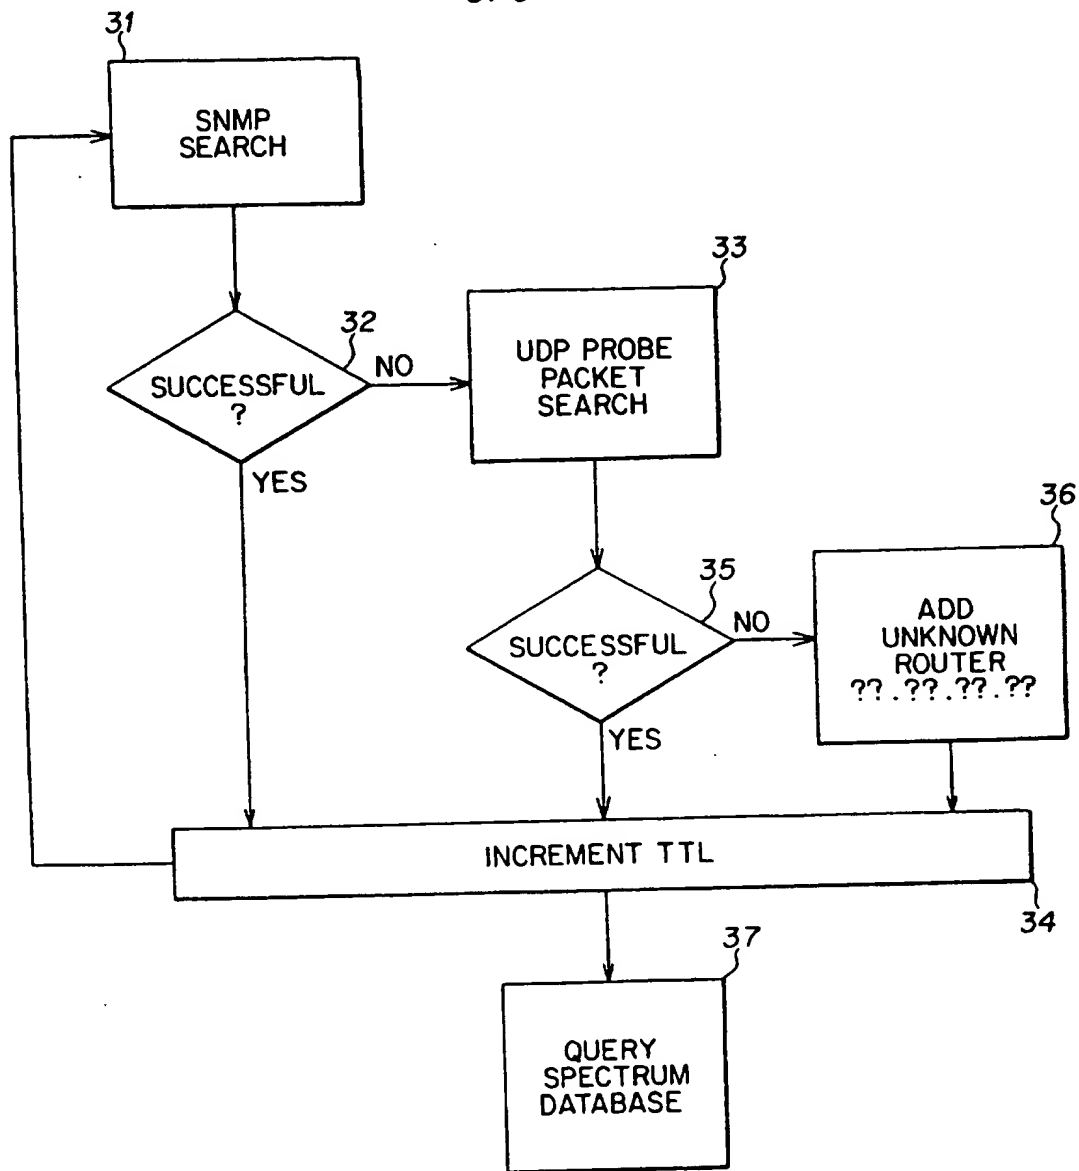 31
SNMP
SEARCH
33
32
NO
SUCCESSFUL
?
YES
UDP PROBE
PACKET
SEARCH
36
35
NO
SUCCESSFUL
?
YES
ADD
UNKNOWN
ROUTER
??.??.??.??
INCREMENT TTL
34
37
QUERY
SPECTRUM
DATABASE